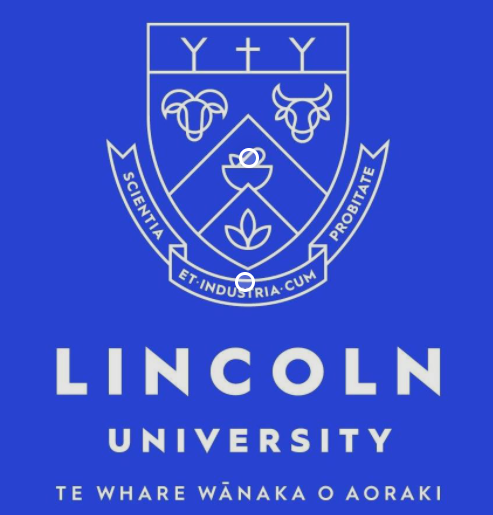 SCIENTIA
ET·INDUSTRIA·CUM
PROBITATE
LINCOLN
UNIVERSITY
TE WHARE WĀNAKA O AORAKI